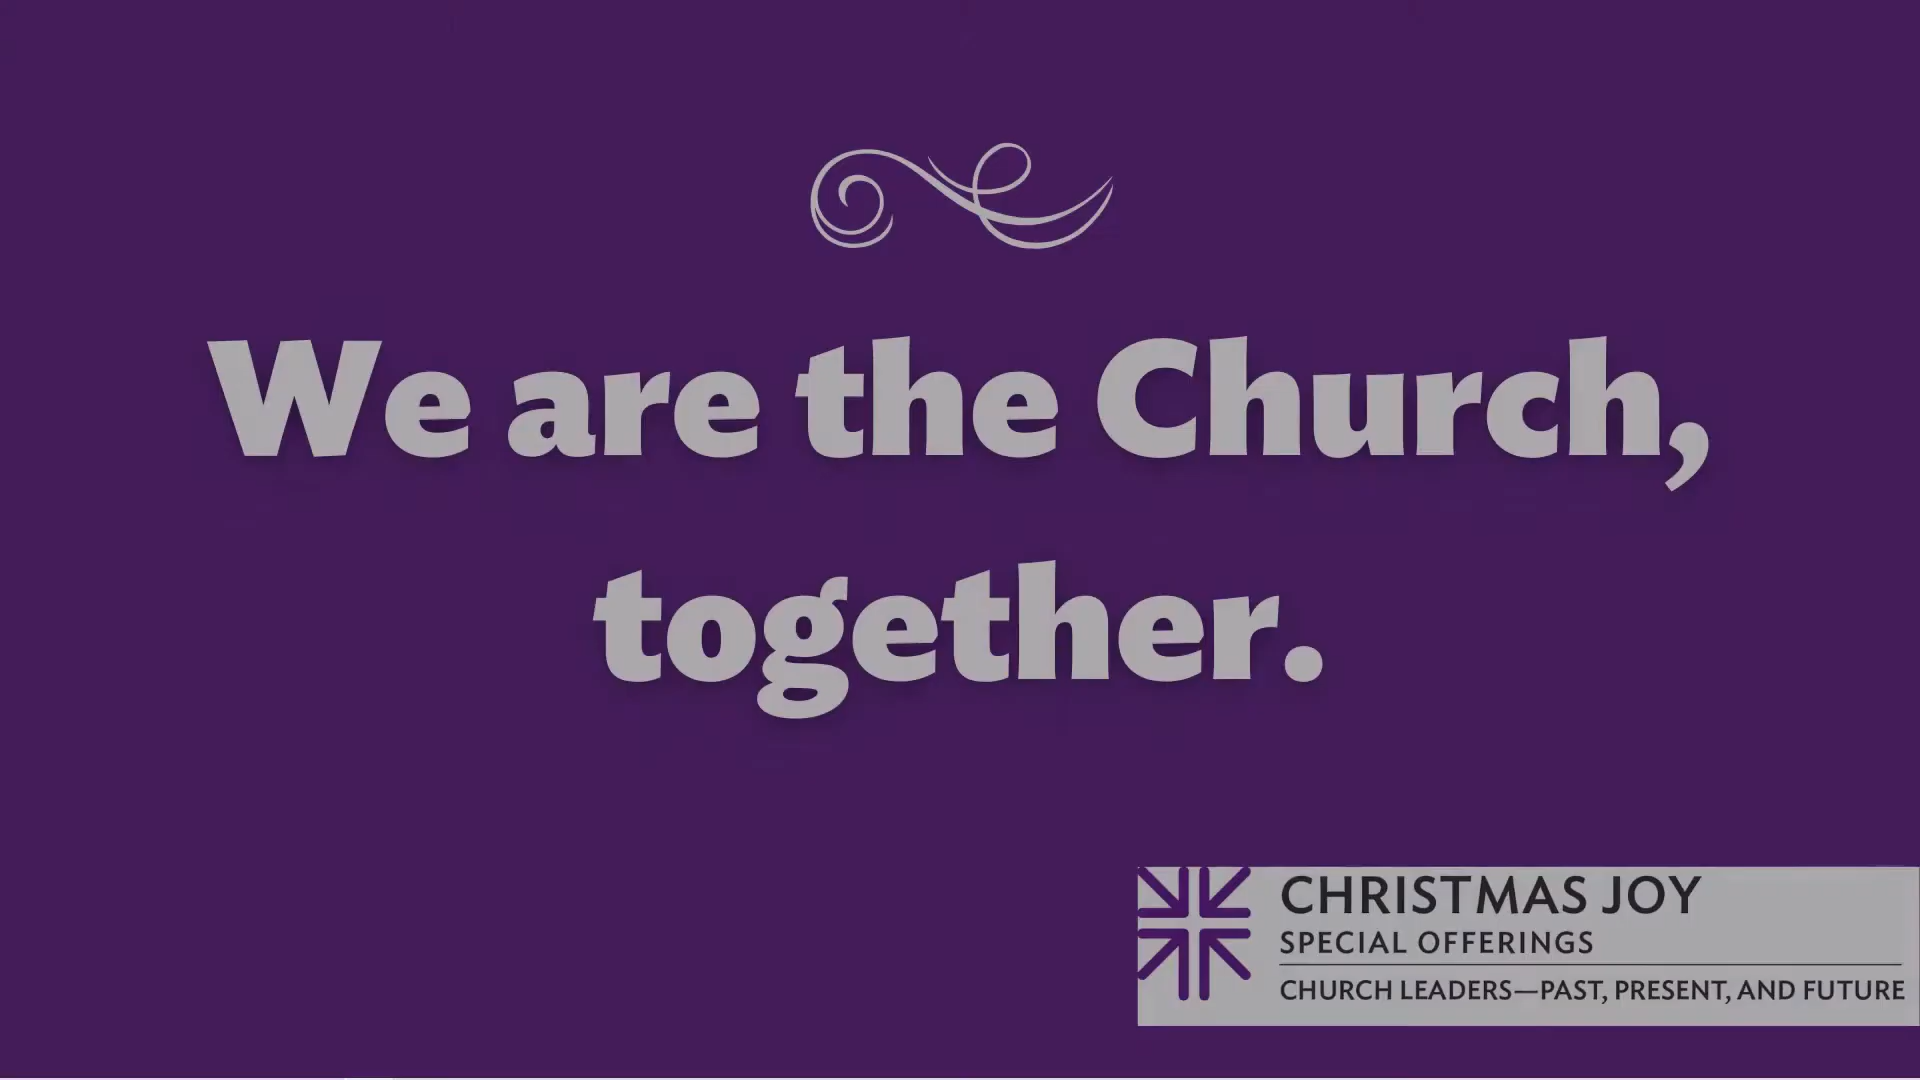 We are the Church,
together.
CHRISTMAS JOY
SPECIAL OFFERINGS
CHURCH LEADERS—PAST, PRESENT, AND FUTURE